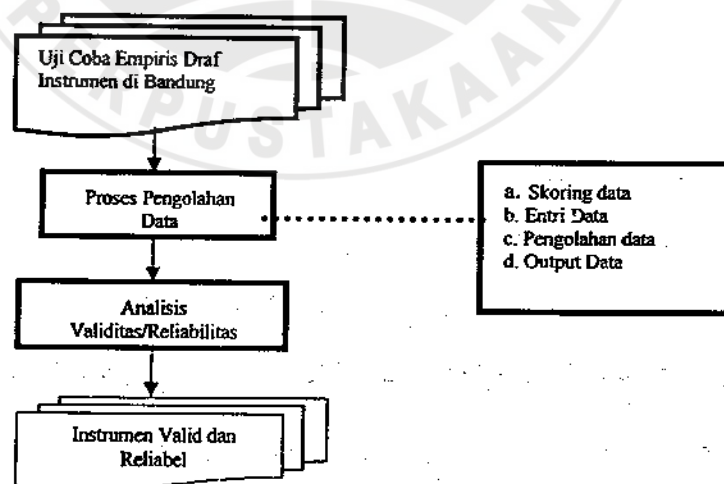 Uji Coba Empiris Draf
Instrumen di Bandung
PERPUSTAKAAN
Proses Pengolahan
Data
a. Skoring data
b. Entri Data
c. Pengolahan data
d. Output Data
Analisis
Validitas/Reliabilitas
Instrumen Valid dan
Reliabel